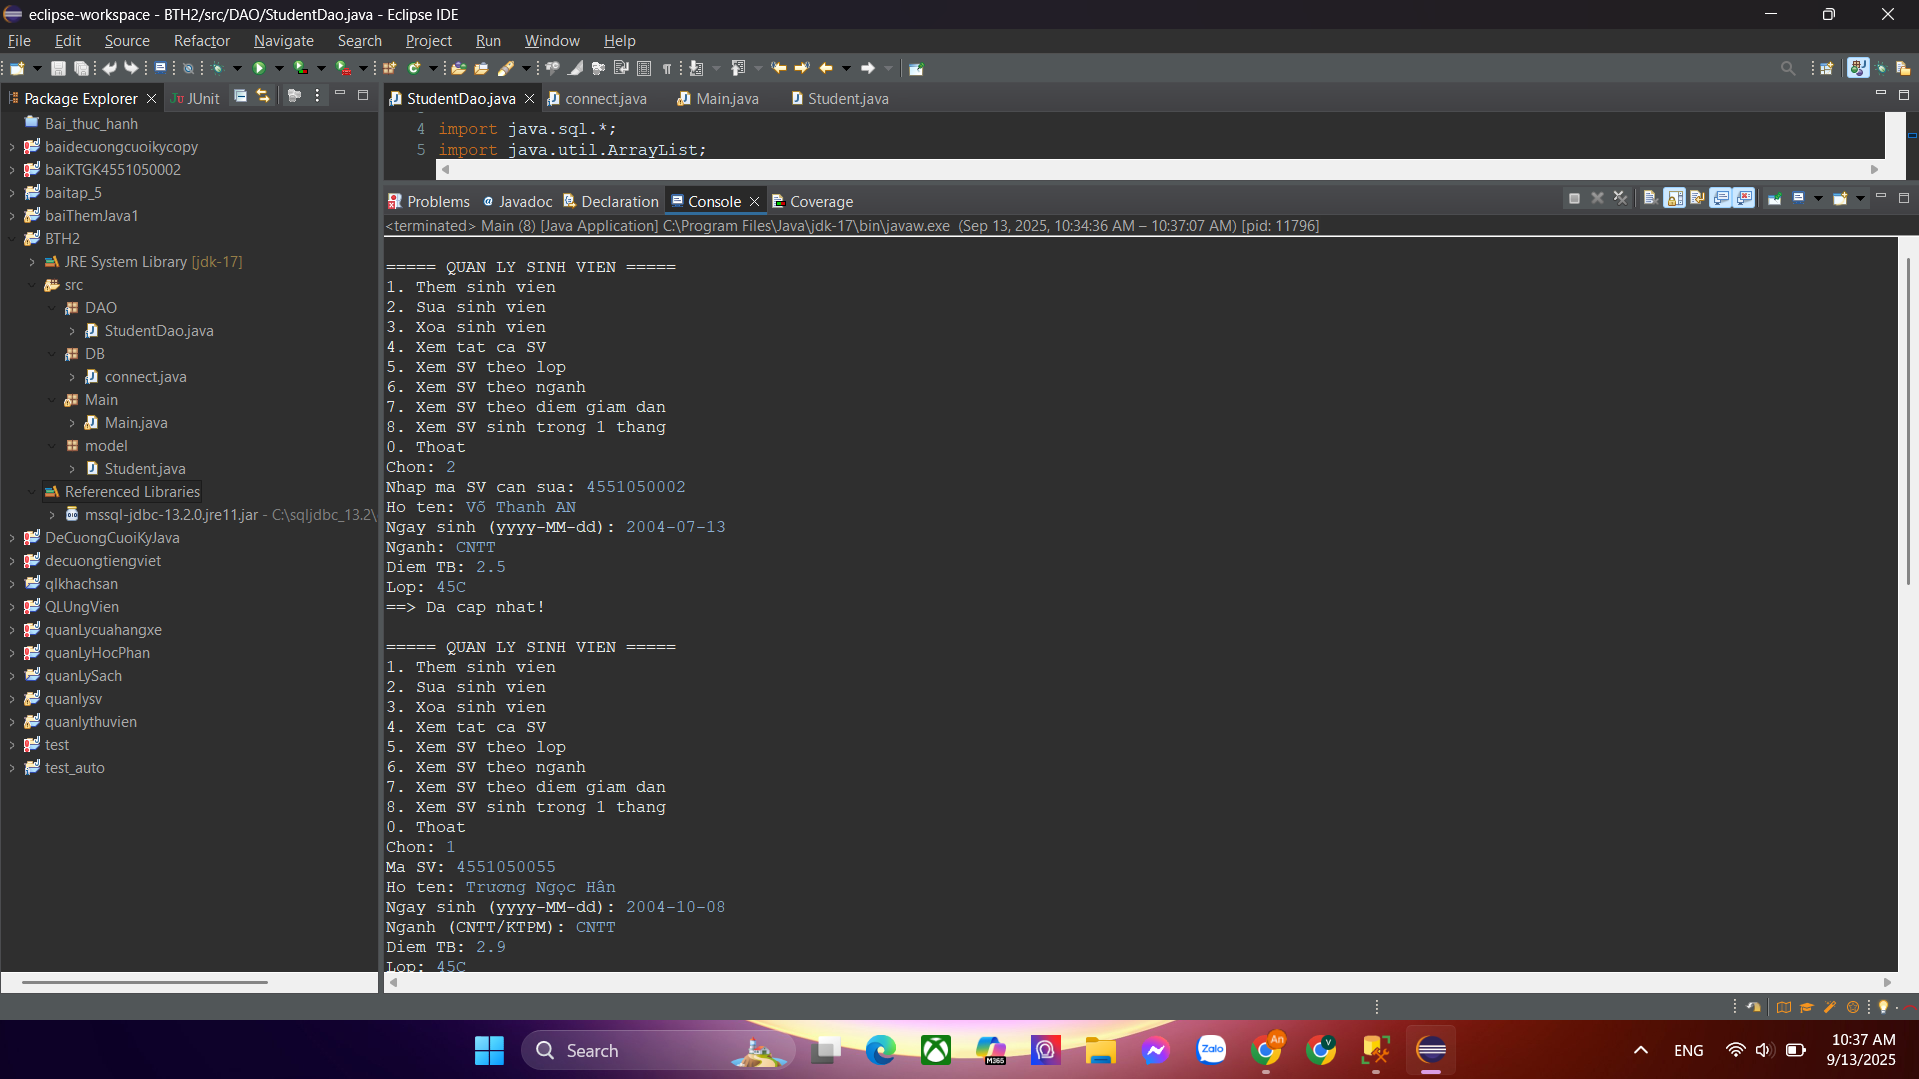 eclipse-workspace - BTH2/src/DAO/StudentDao.java - Eclipse IDE
File Edit Source Refactor Navigate Search Project Run Window Help
Package Explorer JUnit
StudentDao.java connect.java Main.java Student.java
4 import java.sql.*;
5 import java.util.ArrayList;
Bai_thuc_hanh
baidecuongcuoikycopy
baiKTGK4551050002
baitap_5
baiThemJava1
BTH2
JRE System Library [jdk-17]
src
DAO
StudentDao.java
DB
connect.java
Main
Main.java
model
Student.java
Referenced Libraries
mssql-jdbc-13.2.0.jre11.jar - C:\sqljdbc_13.2\
DeCuongCuoiKyJava
decuongtiengviet
qlkhachsan
QLUngVien
quanLycuahangxe
quanLyHocPhan
quanLySach
quanlysv
quanlythuvien
test
test_auto
Problems Javadoc Declaration Console Coverage
<terminated> Main (8) [Java Application] C:\Program Files\Java\jdk-17\bin\javaw.exe (Sep 13, 2025, 10:34:36 AM – 10:37:07 AM) [pid: 11796]
===== QUAN LY SINH VIEN =====
1. Them sinh vien
2. Sua sinh vien
3. Xoa sinh vien
4. Xem tat ca SV
5. Xem SV theo lop
6. Xem SV theo nganh
7. Xem SV theo diem giam dan
8. Xem SV sinh trong 1 thang
0. Thoat
Chon: 2
Nhap ma SV can sua: 4551050002
Ho ten: Võ Thanh AN
Ngay sinh (yyyy-MM-dd): 2004-07-13
Nganh: CNTT
Diem TB: 2.5
Lop: 45C
==> Da cap nhat!
===== QUAN LY SINH VIEN =====
1. Them sinh vien
2. Sua sinh vien
3. Xoa sinh vien
4. Xem tat ca SV
5. Xem SV theo lop
6. Xem SV theo nganh
7. Xem SV theo diem giam dan
8. Xem SV sinh trong 1 thang
0. Thoat
Chon: 1
Ma SV: 4551050055
Ho ten: Trương Ngọc Hân
Ngay sinh (yyyy-MM-dd): 2004-10-08
Nganh (CNTT/KTPM): CNTT
Diem TB: 2.9
Lop: 45C
Search
M365
Zalo
An
V
ENG
10:37 AM
9/13/2025